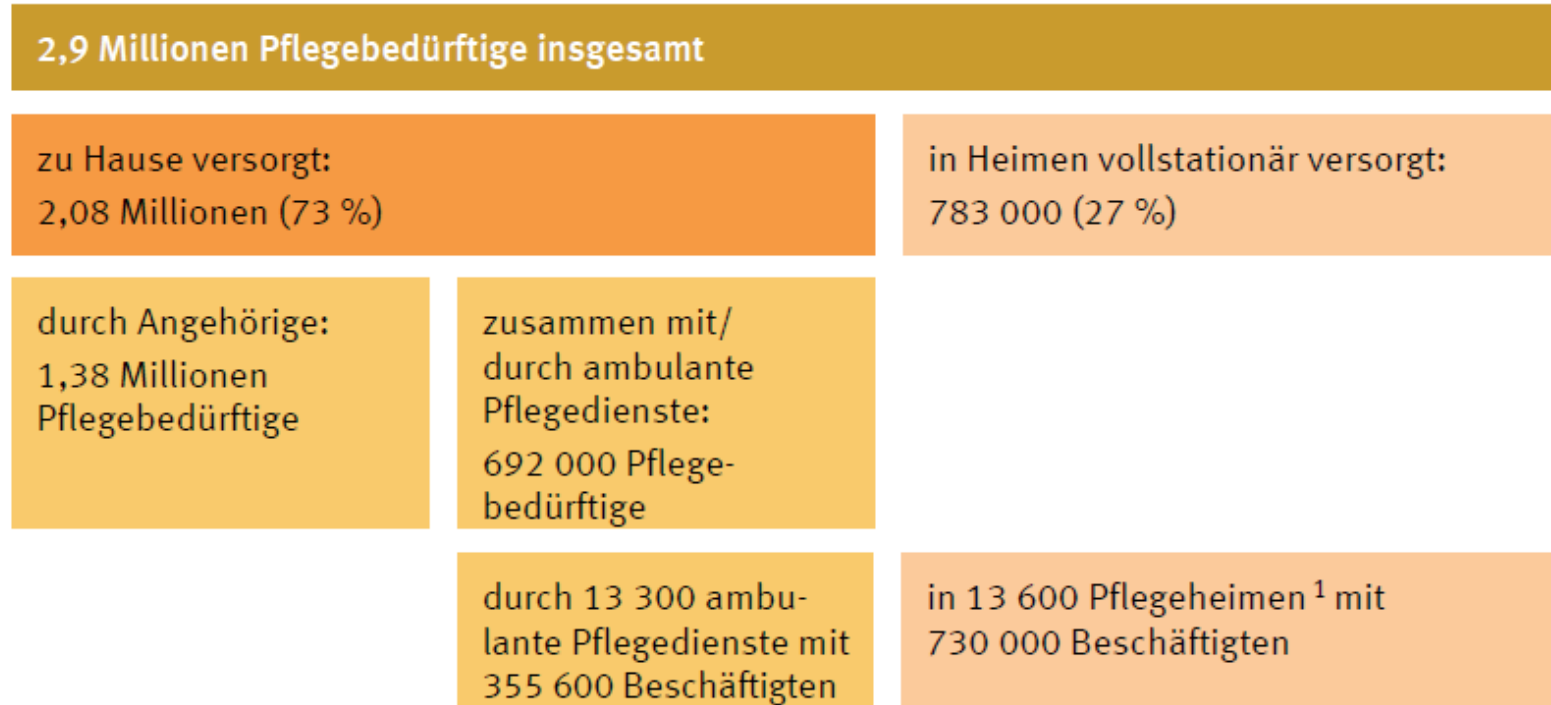 2,9 Millionen Pflegebedürftige insgesamt
zu Hause versorgt:
2,08 Millionen (73 %)
in Heimen vollstationär versorgt:
783 000 (27 %)
durch Angehörige:
1,38 Millionen
Pflegebedürftige
zusammen mit/
durch ambulante
Pflegedienste:
692 000 Pflege-
bedürftige
durch 13 300 ambu-
lante Pflegedienste mit
355 600 Beschäftigten
in 13 600 Pflegeheimen ¹ mit
730 000 Beschäftigten